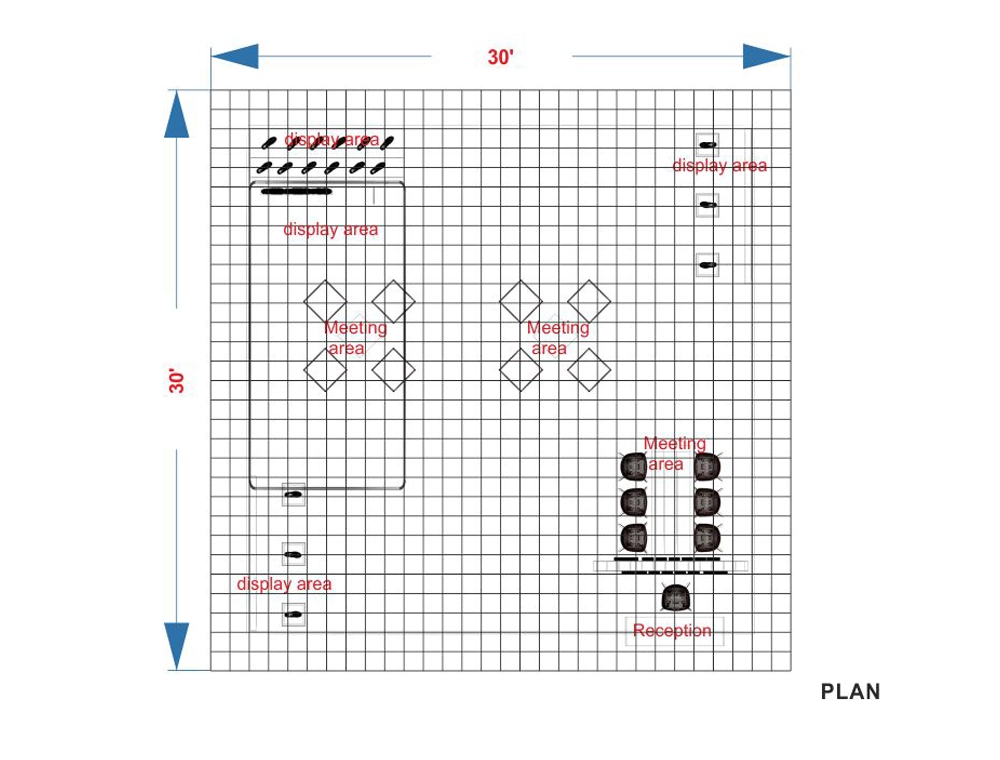 30'
display area
display area
display area
Meeting
area
Meeting
area
30'
Meeting
area
display area
Reception
PLAN